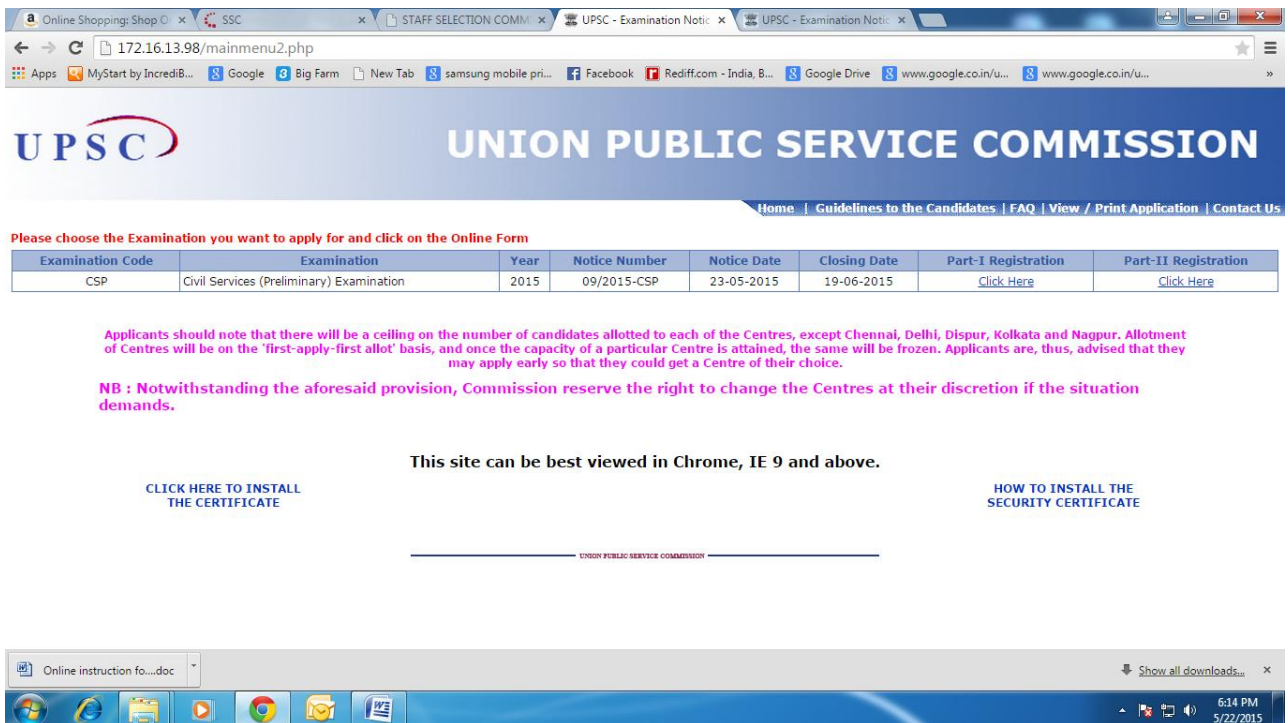 Online Shopping: Shop O
SSC
STAFF SELECTION COMM
UPSC - Examination Notic
UPSC - Examination Notic
172.16.13.98/mainmenu2.php
Apps MyStart by IncrediB... Google Big Farm New Tab samsung mobile pri... Facebook Rediff.com - India, B... Google Drive www.google.co.in/u... www.google.co.in/u... »
UPSC
UNION PUBLIC SERVICE COMMISSION
Home | Guidelines to the Candidates | FAQ | View / Print Application | Contact Us
Please choose the Examination you want to apply for and click on the Online Form
Examination Code Examination Year Notice Number Notice Date Closing Date Part-I Registration Part-II Registration
CSP Civil Services (Preliminary) Examination 2015 09/2015-CSP 23-05-2015 19-06-2015 Click Here Click Here
Applicants should note that there will be a ceiling on the number of candidates allotted to each of the Centres, except Chennai, Delhi, Dispur, Kolkata and Nagpur. Allotment
of Centres will be on the 'first-apply-first allot' basis, and once the capacity of a particular Centre is attained, the same will be frozen. Applicants are, thus, advised that they
may apply early so that they could get a Centre of their choice.
NB : Notwithstanding the aforesaid provision, Commission reserve the right to change the Centres at their discretion if the situation
demands.
This site can be best viewed in Chrome, IE 9 and above.
CLICK HERE TO INSTALL
THE CERTIFICATE
HOW TO INSTALL THE
SECURITY CERTIFICATE
UNION PUBLIC SERVICE COMMISSION
Online instruction fo....doc
Show all downloads...
6:14 PM
5/22/2015